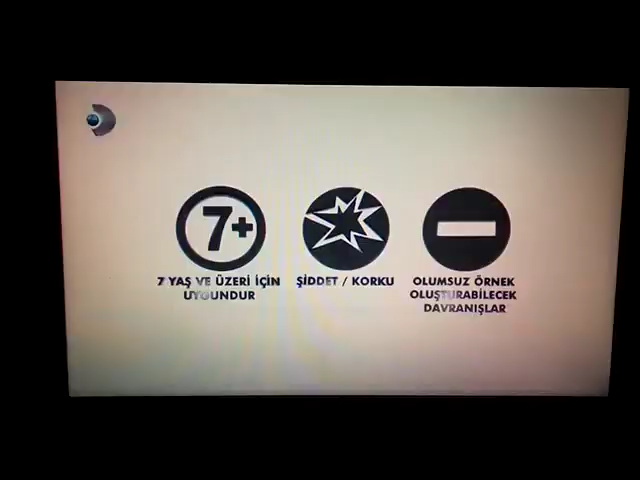 7+
7 YAŞ VE ÜZERİ İÇİN
UYGUNDUR
ŞİDDET / KORKU
OLUMSUZ ÖRNEK
OLUŞTURABİLECEK
DAVRANIŞLAR